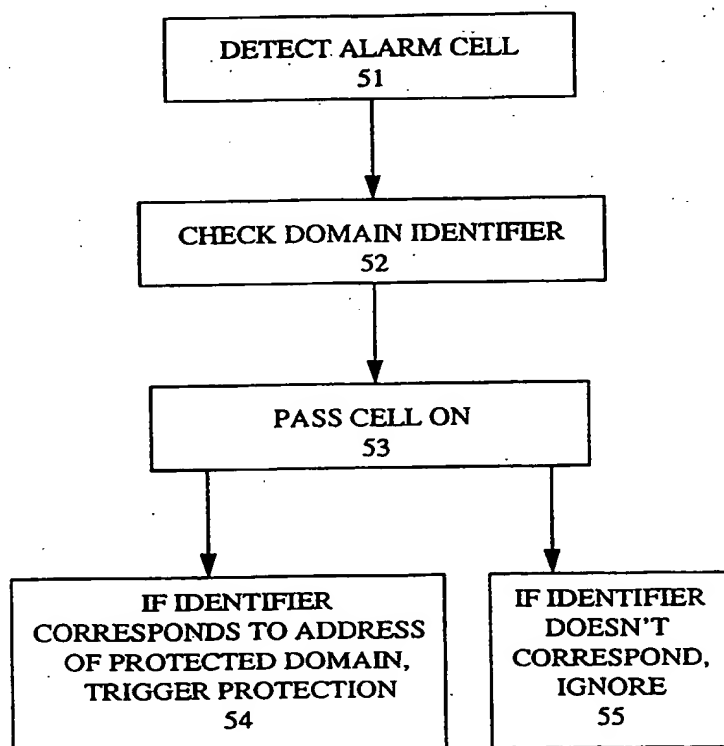 DETECT ALARM CELL
51
CHECK DOMAIN IDENTIFIER
52
PASS CELL ON
53
IF IDENTIFIER
CORRESPONDS TO ADDRESS
OF PROTECTED DOMAIN,
TRIGGER PROTECTION
54
IF IDENTIFIER
DOESN'T
CORRESPOND,
IGNORE
55